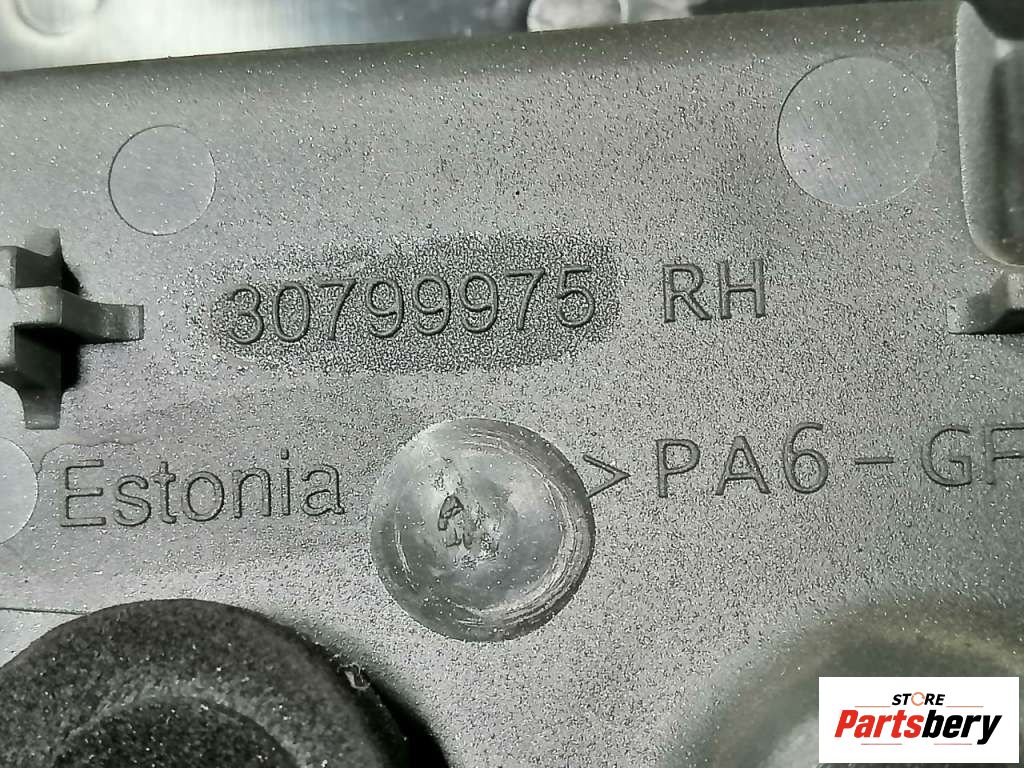 30799975 RH
Estonia >PA6-GF
STORE
Partsbery